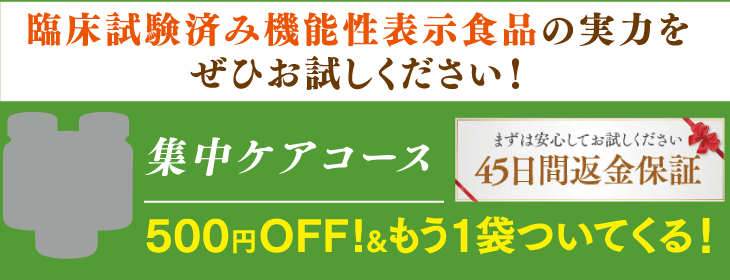 臨床試験済み機能性表示食品の実力を
ぜひお試しください!
集中ケアコース
まずは安心してお試しください
45日間返金保証
500円OFF!&もう1袋ついてくる!